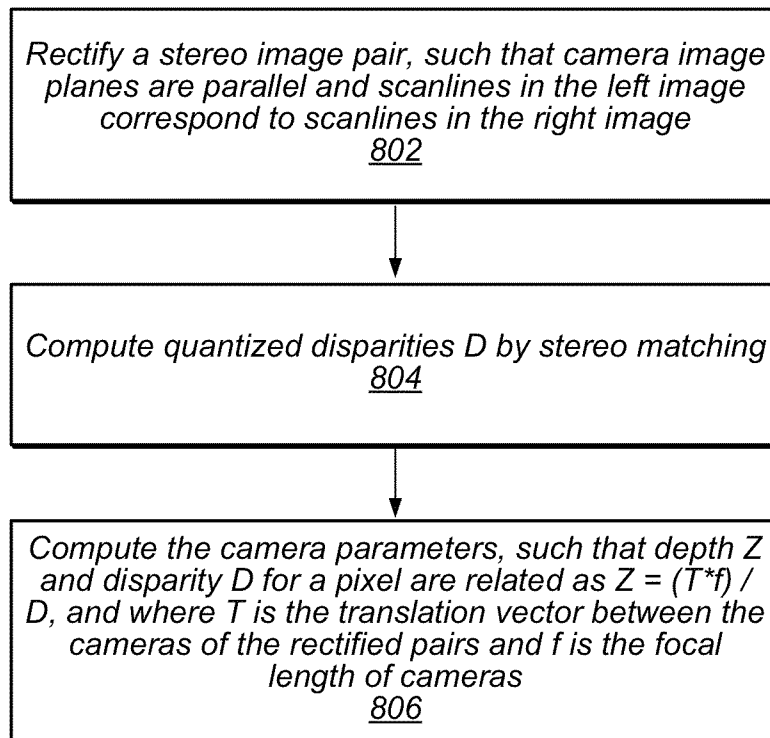 Rectify a stereo image pair, such that camera image
planes are parallel and scanlines in the left image
correspond to scanlines in the right image
802
Compute quantized disparities D by stereo matching
804
Compute the camera parameters, such that depth Z
and disparity D for a pixel are related as Z = (T*f) /
D, and where T is the translation vector between the
cameras of the rectified pairs and f is the focal
length of cameras
806